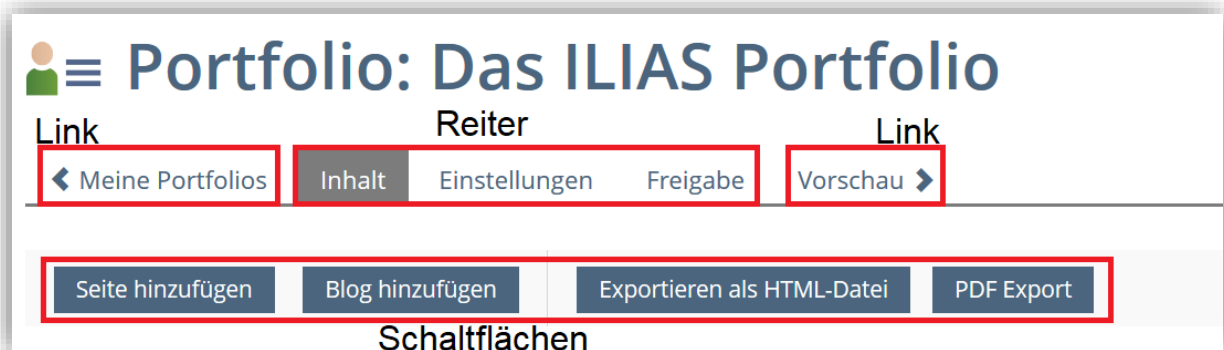 Portfolio: Das ILIAS Portfolio
Link Reiter Link
Meine Portfolios Inhalt Einstellungen Freigabe Vorschau
Seite hinzufügen Blog hinzufügen Exportieren als HTML-Datei PDF Export
Schaltflächen